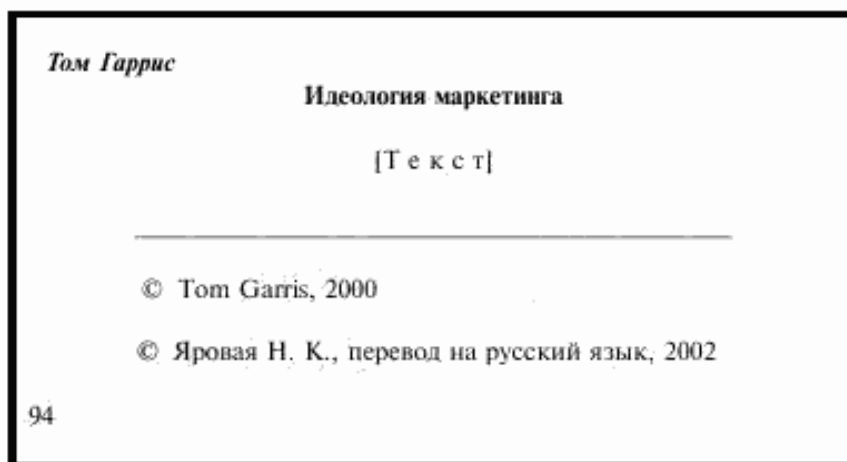 Том Гаррис
Идеология маркетинга
[Т е к с т]
© Tom Garris, 2000
© Яровая Н. К., перевод на русский язык, 2002
94